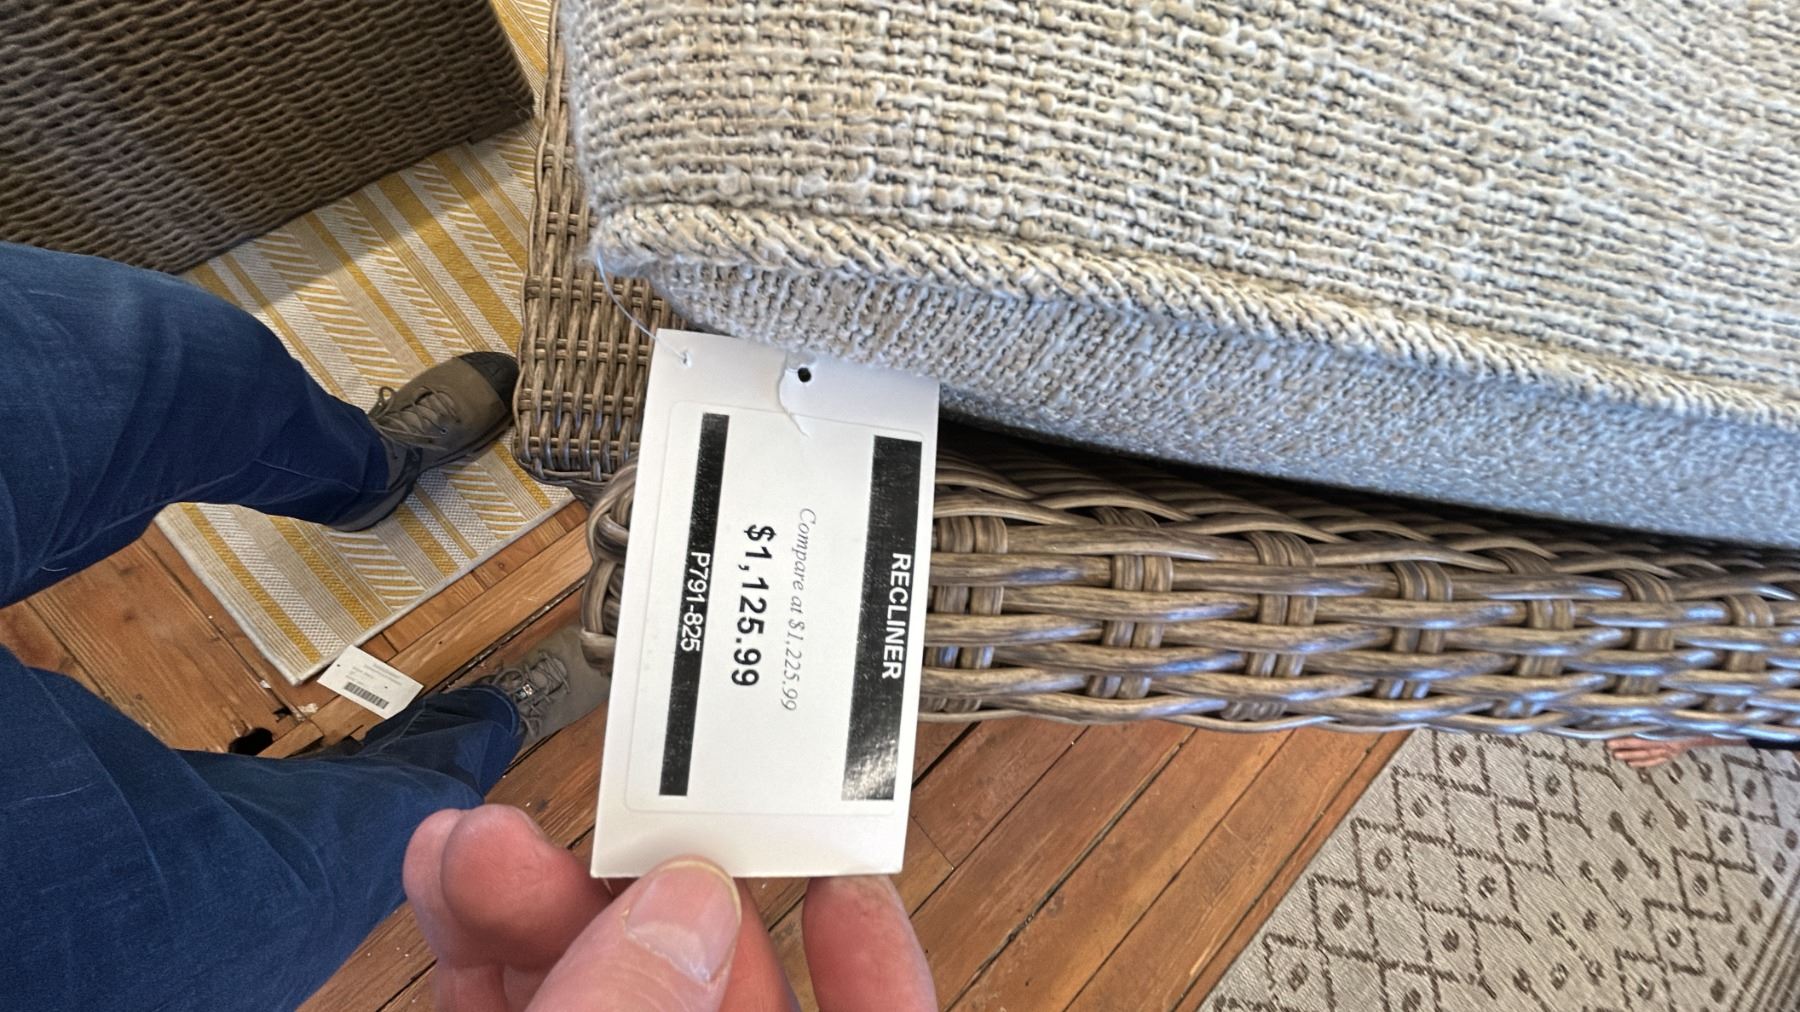 RECLINER
Compare at $1,225.99
$1,125.99
P791-825